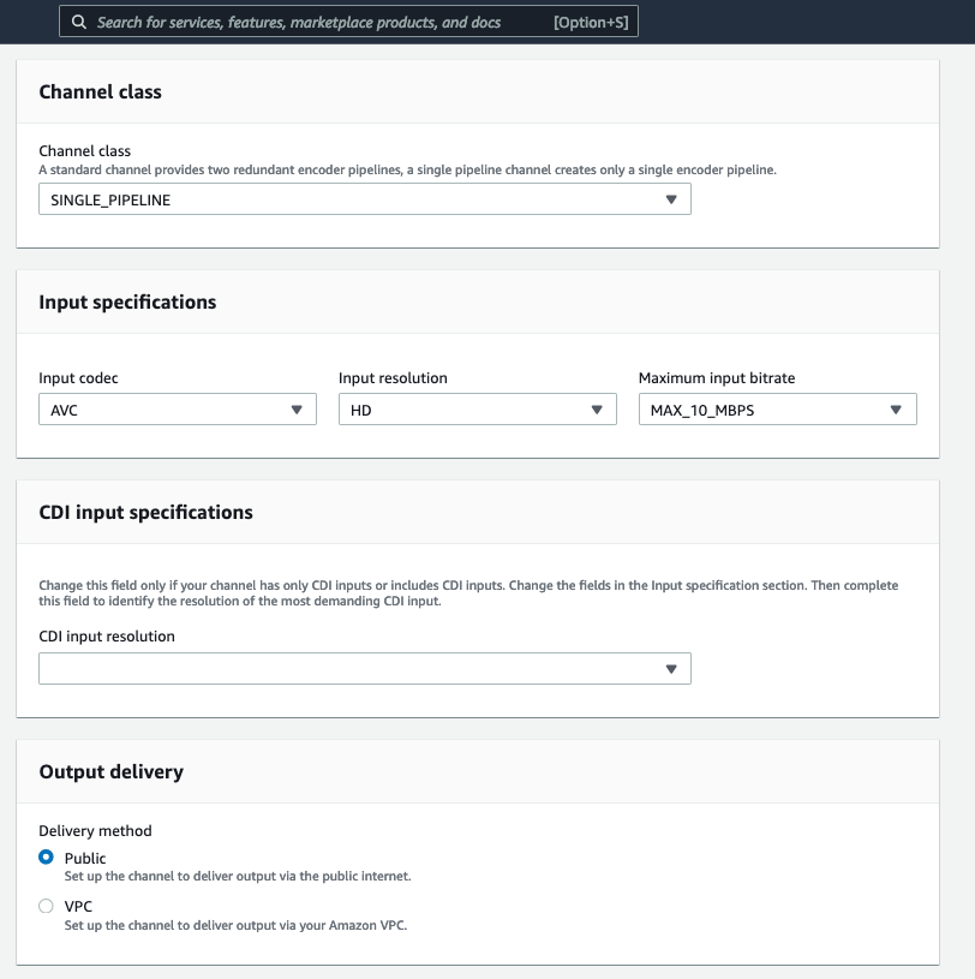 Search for services, features, marketplace products, and docs [Option+S]
Channel class
Channel class
A standard channel provides two redundant encoder pipelines, a single pipeline channel creates only a single encoder pipeline.
SINGLE_PIPELINE
Input specifications
Input codec Input resolution Maximum input bitrate
AVC HD MAX_10_MBPS
CDI input specifications
Change this field only if your channel has only CDI inputs or includes CDI inputs. Change the fields in the Input specification section. Then complete
this field to identify the resolution of the most demanding CDI input.
CDI input resolution
Output delivery
Delivery method
Public
Set up the channel to deliver output via the public internet.
VPC
Set up the channel to deliver output via your Amazon VPC.